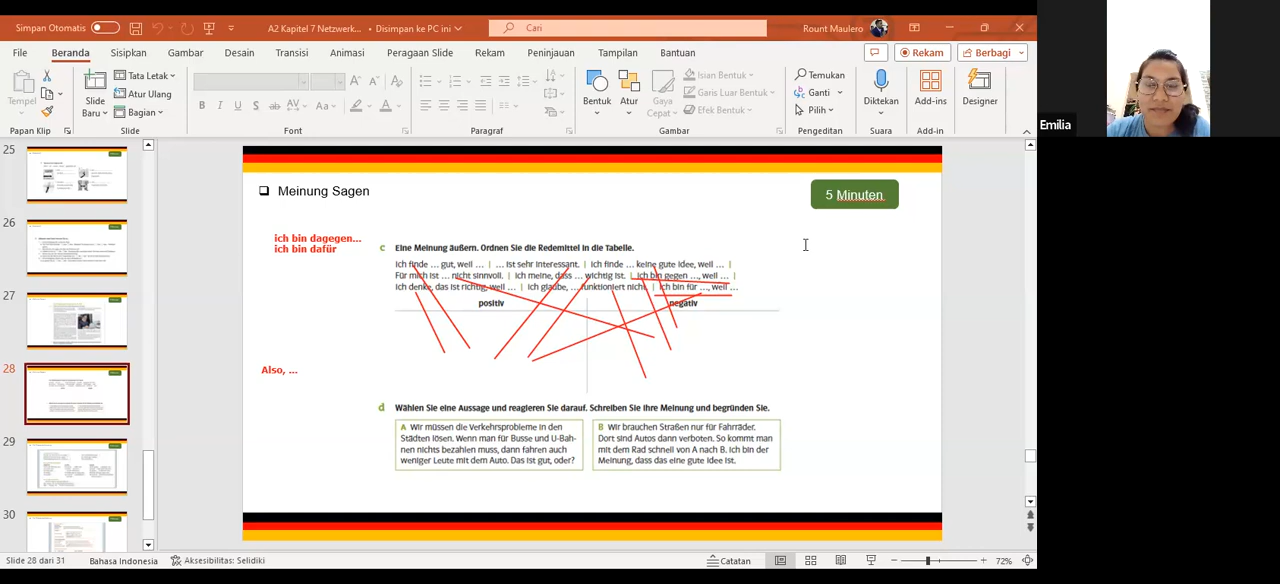 Simpan Otomatis
A2 Kapitel 7 Netzwerk... • Disimpan ke PC ini
Cari
Rount Maulero
File Beranda Sisipkan Gambar Desain Transisi Animasi Peragaan Slide Rekam Peninjauan Tampilan Bantuan
Rekam
Berbagi
Tempel
Papan Klip
Slide Baru
Tata Letak
Atur Ulang
Bagian
Slide
B I U S ab AV Aa A
Font
Paragraf
Bentuk
Atur
Gaya Cepat
Isian Bentuk
Garis Luar Bentuk
Efek Bentuk
Gambar
Temukan
Ganti
Pilih
Pengeditan
Diktekan
Suara
Add-ins
Add-in
Designer
Emilia
25
26
27
28
29
30
Meinung Sagen
5 Minuten
ich bin dagegen...
ich bin dafür
c Eine Meinung äußern. Ordnen Sie die Redemittel in die Tabelle.
Ich finde ... gut, weil ... | ... ist sehr interessant. | Ich finde ... keine gute Idee, weil ... |
Für mich ist ... nicht sinnvoll. | Ich meine, dass ... wichtig ist. | Ich bin gegen ..., weil ... |
Ich denke, das ist richtig, weil ... | Ich glaube, ... funktioniert nicht. | Ich bin für ..., weil ...
positiv negativ
Also, ...
d Wählen Sie eine Aussage und reagieren Sie darauf. Schreiben Sie Ihre Meinung und begründen Sie.
A Wir müssen die Verkehrsprobleme in den
Städten lösen. Wenn man für Busse und U-Bah-
nen nichts bezahlen muss, dann fahren auch
weniger Leute mit dem Auto. Das ist gut, oder?
B Wir brauchen Straßen nur für Fahrräder.
Dort sind Autos dann verboten. So kommt man
mit dem Rad schnell von A nach B. Ich bin der
Meinung, dass das eine gute Idee ist.
Slide 28 dari 31 Bahasa Indonesia Aksesibilitas: Selidiki Catatan 72%